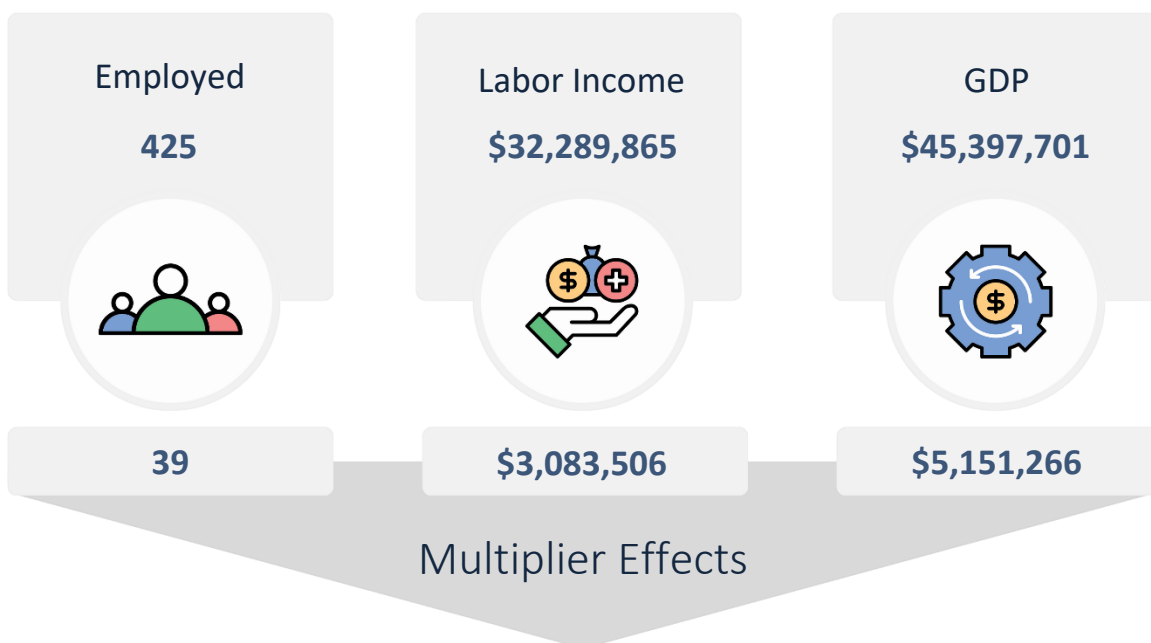 Employed
425
Labor Income
$32,289,865
GDP
$45,397,701
$
$
39
$3,083,506
$5,151,266
Multiplier Effects